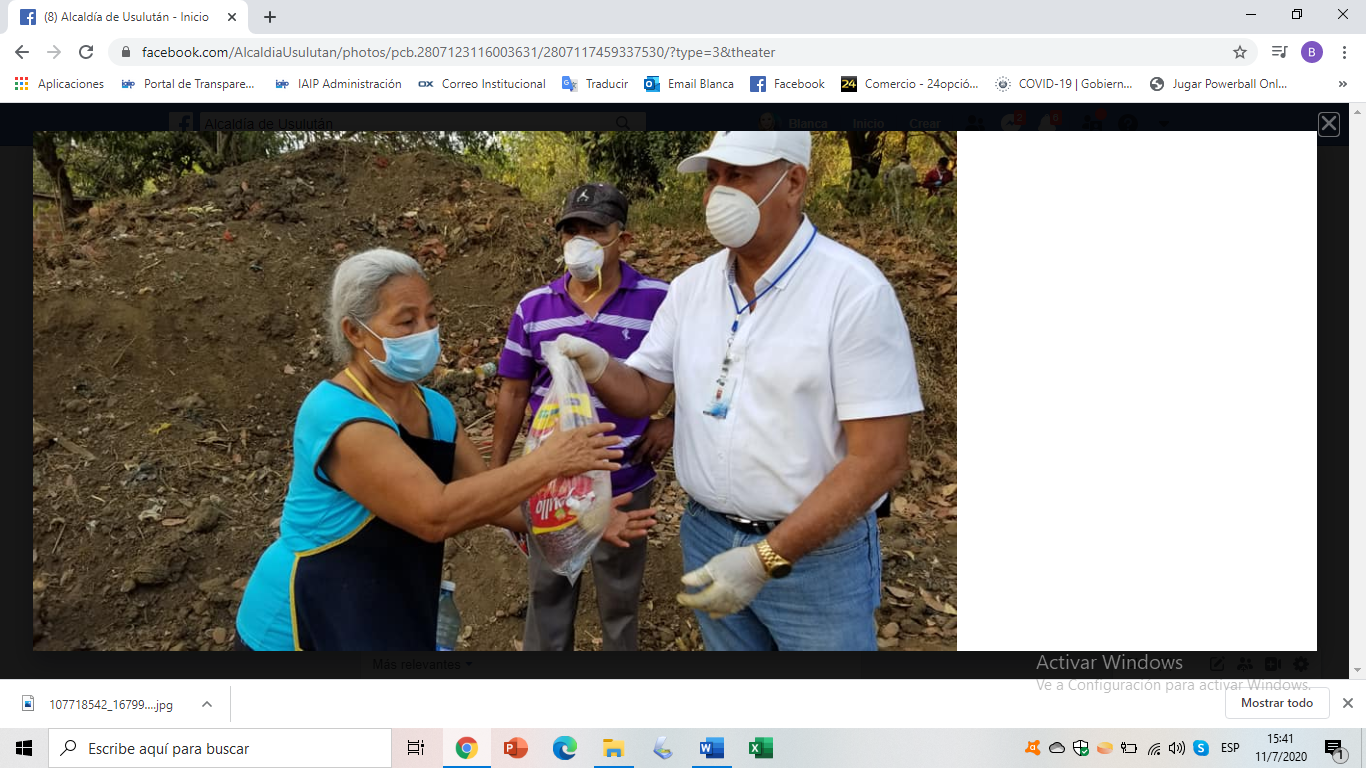 (8) Alcaldía de Usulután - Inicio
facebook.com/AlcaldiaUsulutan/photos/pcb.2807123116003631/2807117459337530/?type=3&theater
B
Aplicaciones
Portal de Transpare...
IAIP Administración
Correo Institucional
Traducir
Email Blanca
Facebook
24 Comercio - 24opció...
COVID-19 | Gobiern...
Jugar Powerball Onl...
Alcaldía de Usulután
Blanca
Inicio
Crear
Más relevantes
Activar Windows
Ve a Configuración para activar Windows.
107718542_16799....jpg
Mostrar todo
Escribe aquí para buscar
ESP
15:41
11/7/2020
1